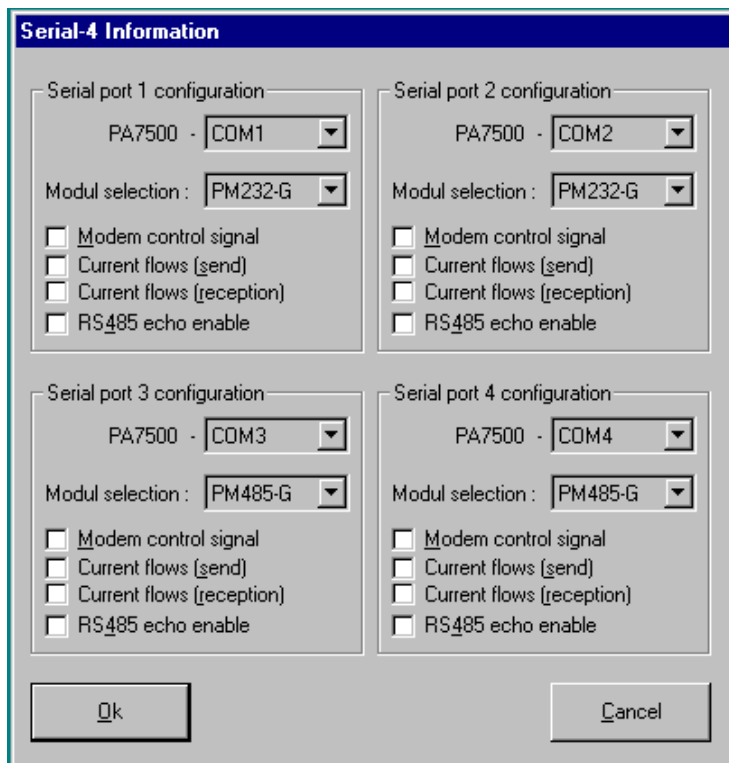 Serial-4 Information
Serial port 1 configuration
PA7500 - COM1
Modul selection : PM232-G
Modem control signal
Current flows (send)
Current flows (reception)
RS485 echo enable
Serial port 2 configuration
PA7500 - COM2
Modul selection : PM232-G
Modem control signal
Current flows (send)
Current flows (reception)
RS485 echo enable
Serial port 3 configuration
PA7500 - COM3
Modul selection : PM485-G
Modem control signal
Current flows (send)
Current flows (reception)
RS485 echo enable
Serial port 4 configuration
PA7500 - COM4
Modul selection : PM485-G
Modem control signal
Current flows (send)
Current flows (reception)
RS485 echo enable
Ok
Cancel